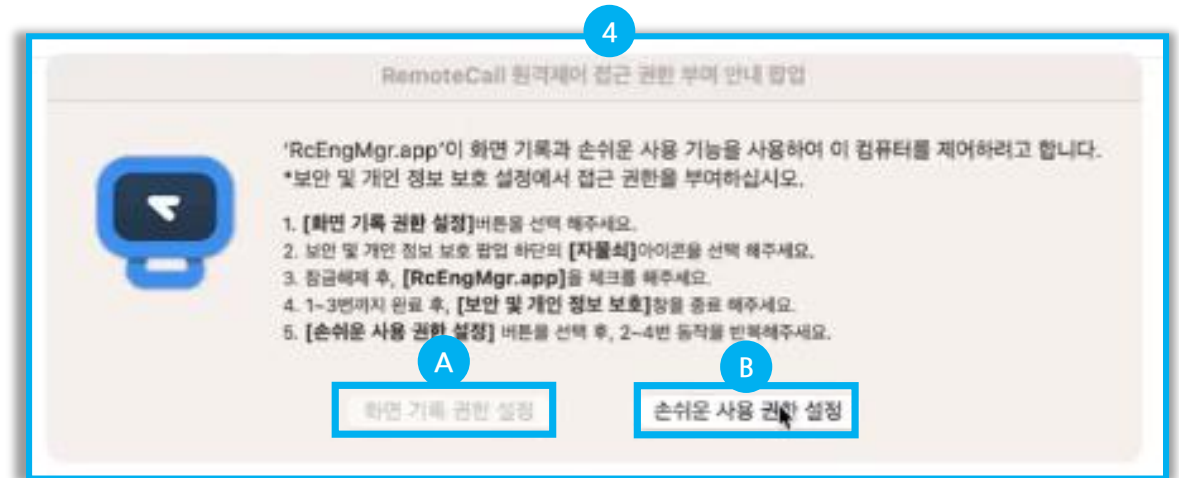 4
RemoteCall 원격제어 접근 권한 부여 안내 팝업
'RcEngMgr.app'이 화면 기록과 손쉬운 사용 기능을 사용하여 이 컴퓨터를 제어하려고 합니다.
*보안 및 개인 정보 보호 설정에서 접근 권한을 부여하십시오.
1. [화면 기록 권한 설정]버튼을 선택 해주세요.
2. 보안 및 개인 정보 보호 팝업 하단의 [자물쇠]아이콘을 선택 해주세요.
3. 잠금해제 후, [RcEngMgr.app]을 체크를 해주세요.
4. 1~3번까지 완료 후, [보안 및 개인 정보 보호]창을 종료 해주세요.
5. [손쉬운 사용 권한 설정] 버튼을 선택 후, 2~4번 동작을 반복해주세요.
A
B
화면 기록 권한 설정
손쉬운 사용 권한 설정